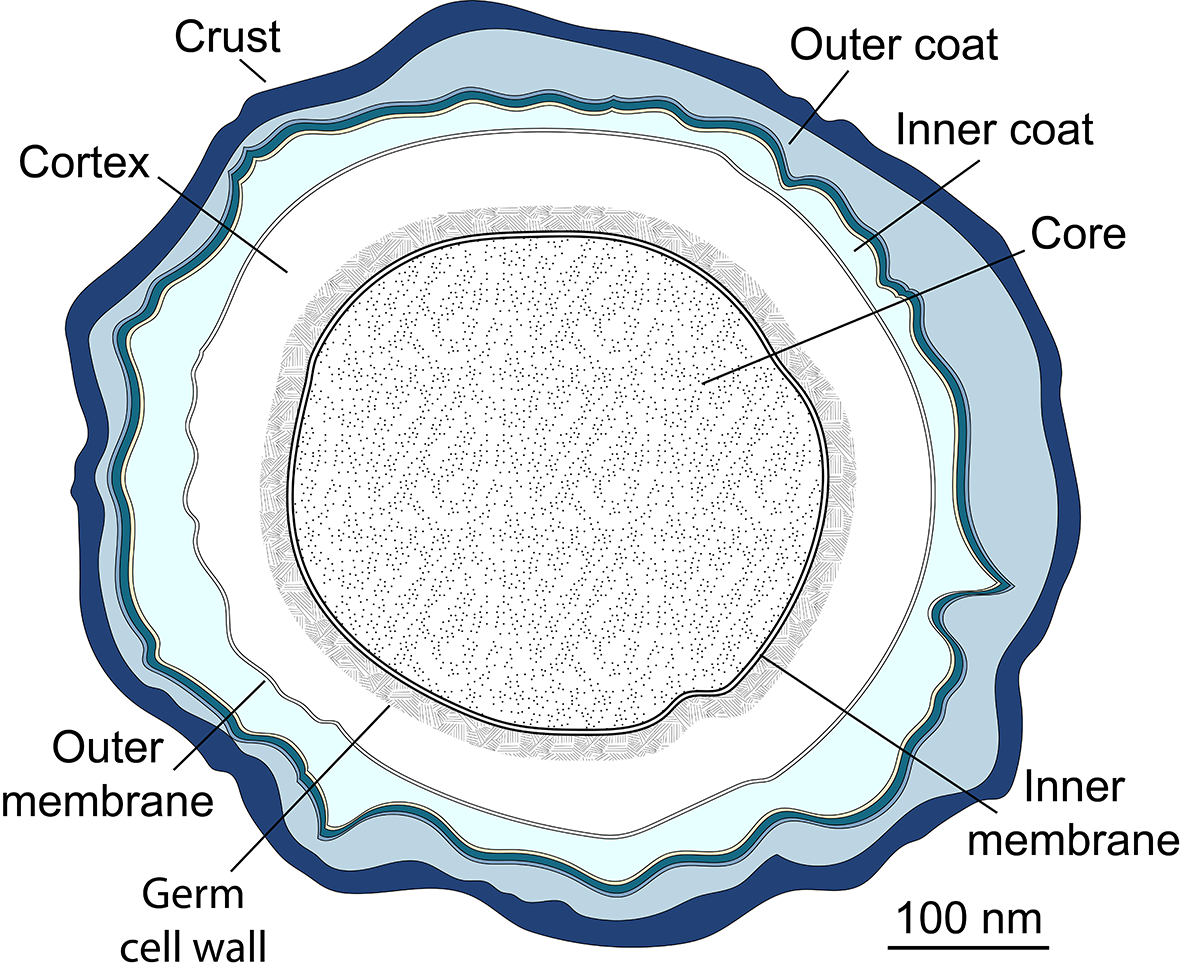 Crust
Outer coat
Inner coat
Cortex
Core
Outer
membrane
Inner
membrane
Germ
cell wall
100 nm